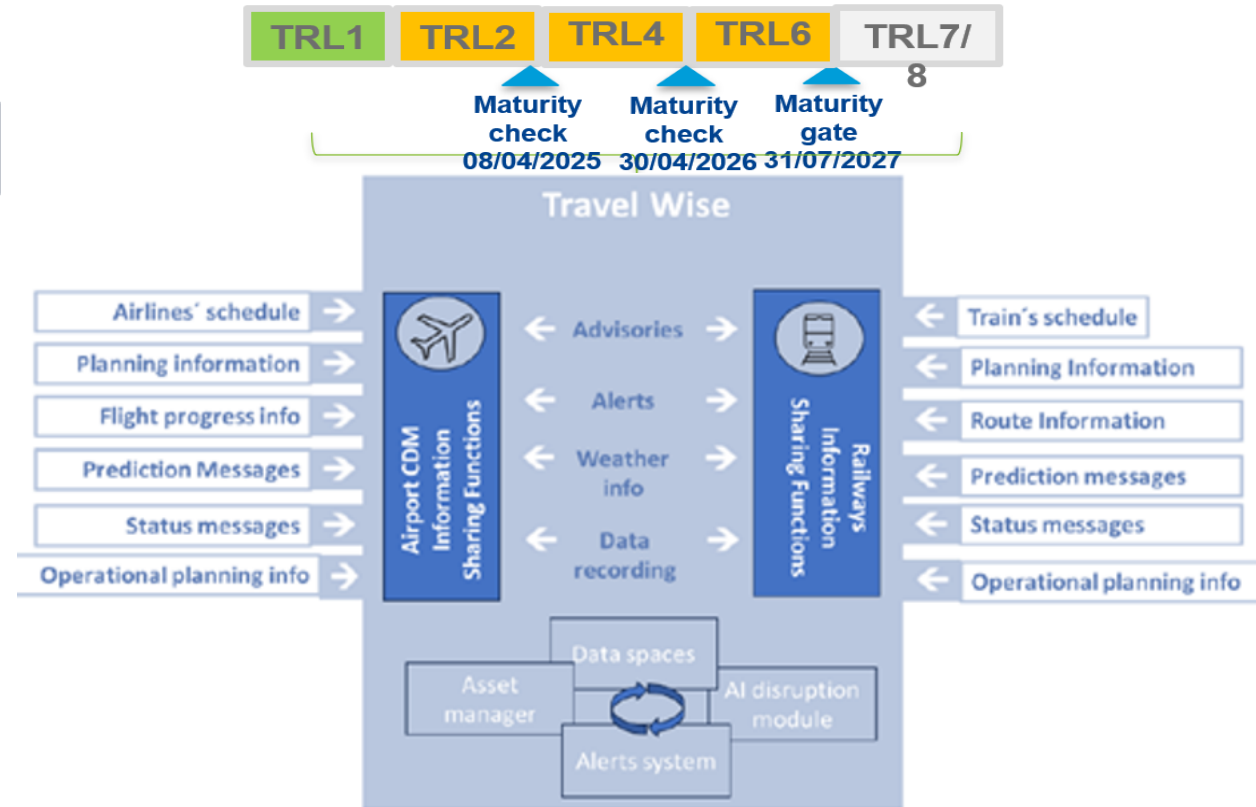 TRL1
TRL2
TRL4
TRL6
TRL7/
8
Maturity
check
08/04/2025
Maturity
check
30/04/2026
Maturity
gate
31/07/2027
Travel Wise
Airlines´ schedule
Planning information
Flight progress info
Prediction Messages
Status messages
Operational planning info
Airport CDM
Information
Sharing Functions
Advisories
Alerts
Weather
info
Data
recording
Railways
Information
Sharing Functions
Train´s schedule
Planning Information
Route Information
Prediction messages
Status messages
Operational planning info
Data spaces
Asset
manager
AI disruption
module
Alerts system